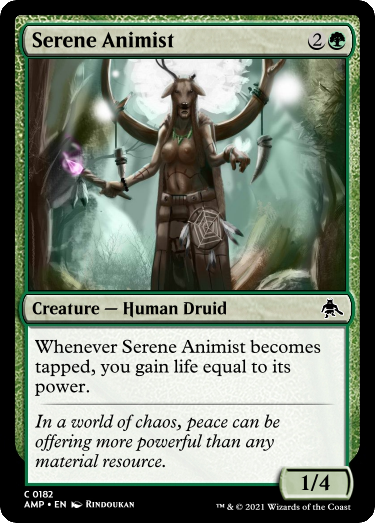 Serene Animist 2
Creature — Human Druid
Whenever Serene Animist becomes
tapped, you gain life equal to its
power.
In a world of chaos, peace can be
offering more powerful than any
material resource.
1/4
C 0182
AMP • EN RINDOUKAN
™ & © 2021 Wizards of the Coast